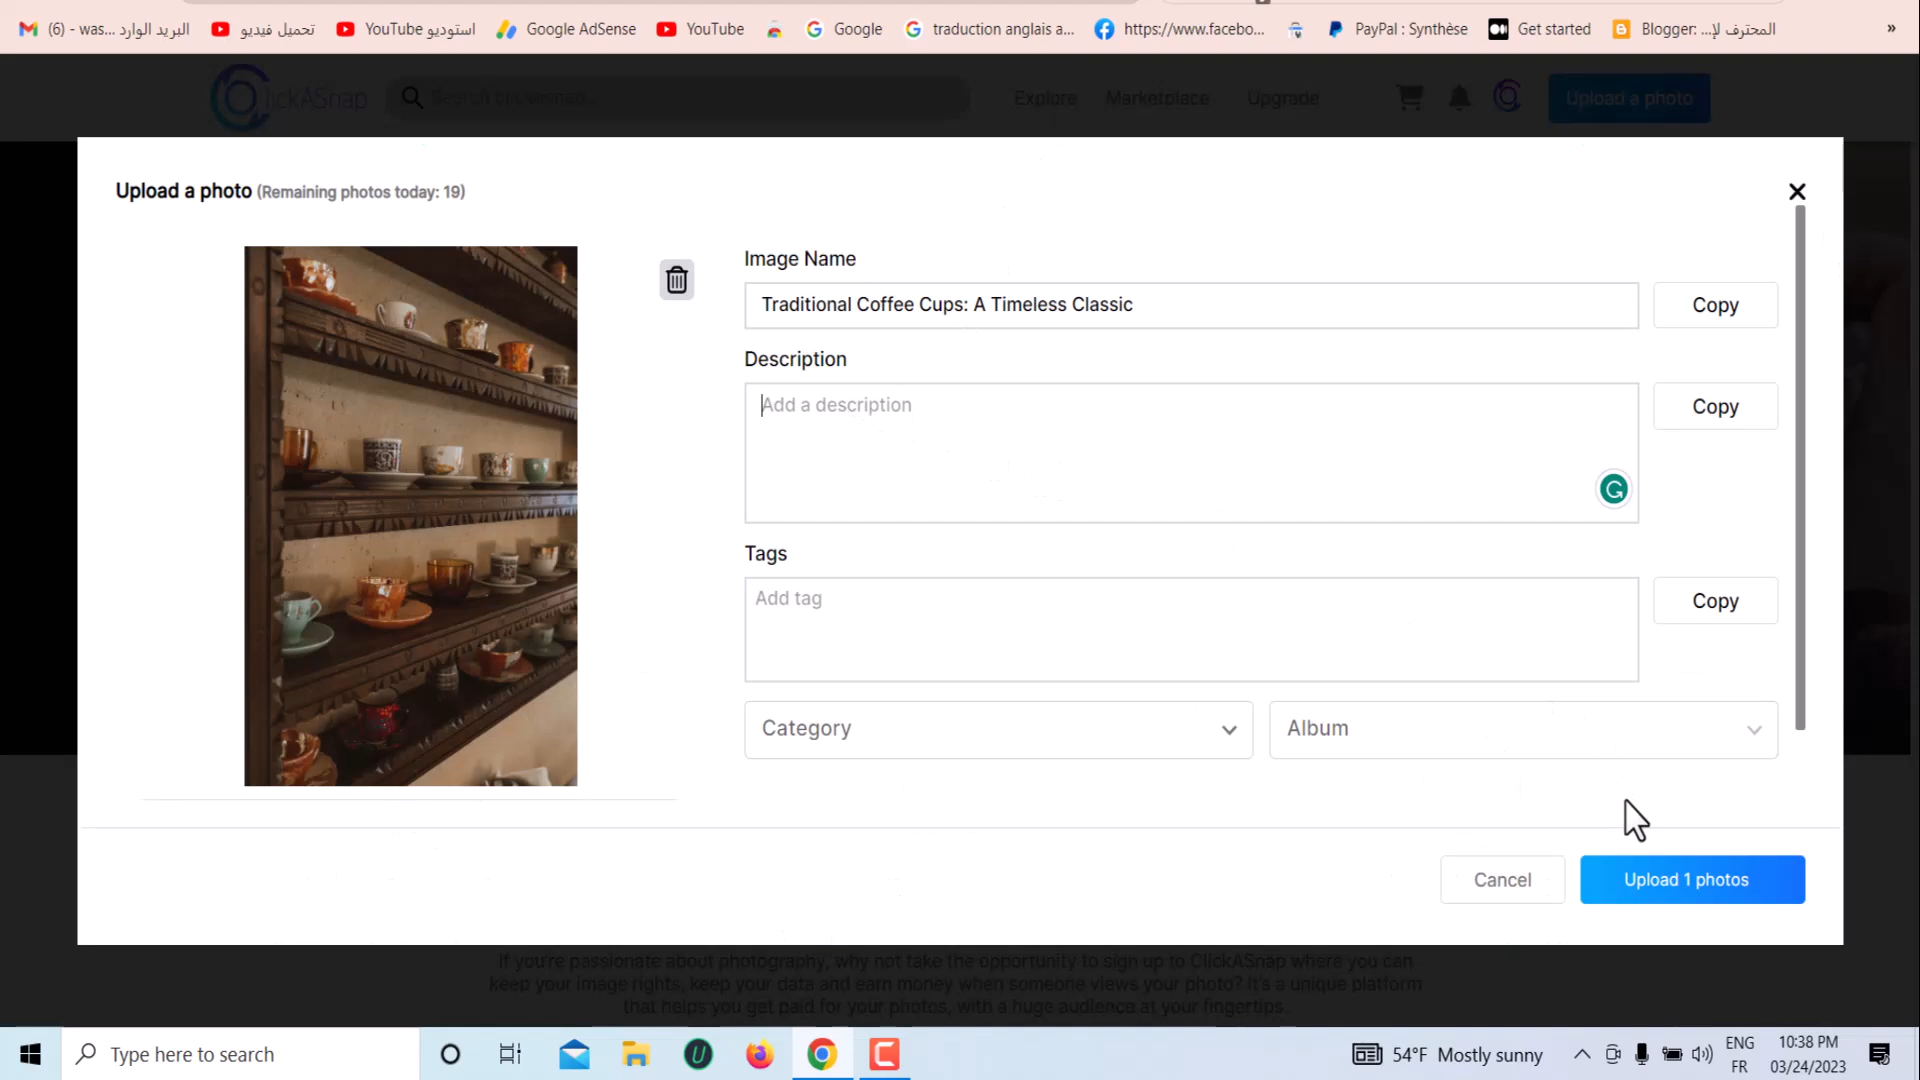 البريد الوارد (6) - was...
تحميل فيديو
استوديو YouTube
Google AdSense
YouTube
Google
traduction anglais a...
https://www.facebo...
PayPal : Synthèse
Get started
Blogger: ...المحترف لإ
»
ClickASnap
Search clickasnap...
Explore
Marketplace
Upgrade
Upload a photo
Upload a photo (Remaining photos today: 19)
Image Name
Traditional Coffee Cups: A Timeless Classic
Copy
Description
Add a description
Copy
Tags
Add tag
Copy
Category
Album
Cancel
Upload 1 photos
If you're passionate about photography, why not take the opportunity to sign up to ClickASnap where you can
keep your image rights, keep your data and earn money when someone views your photo? It's a unique platform
that helps you get paid for your photos, with a huge audience at your fingertips.
Type here to search
54°F Mostly sunny
ENG
FR
10:38 PM
03/24/2023